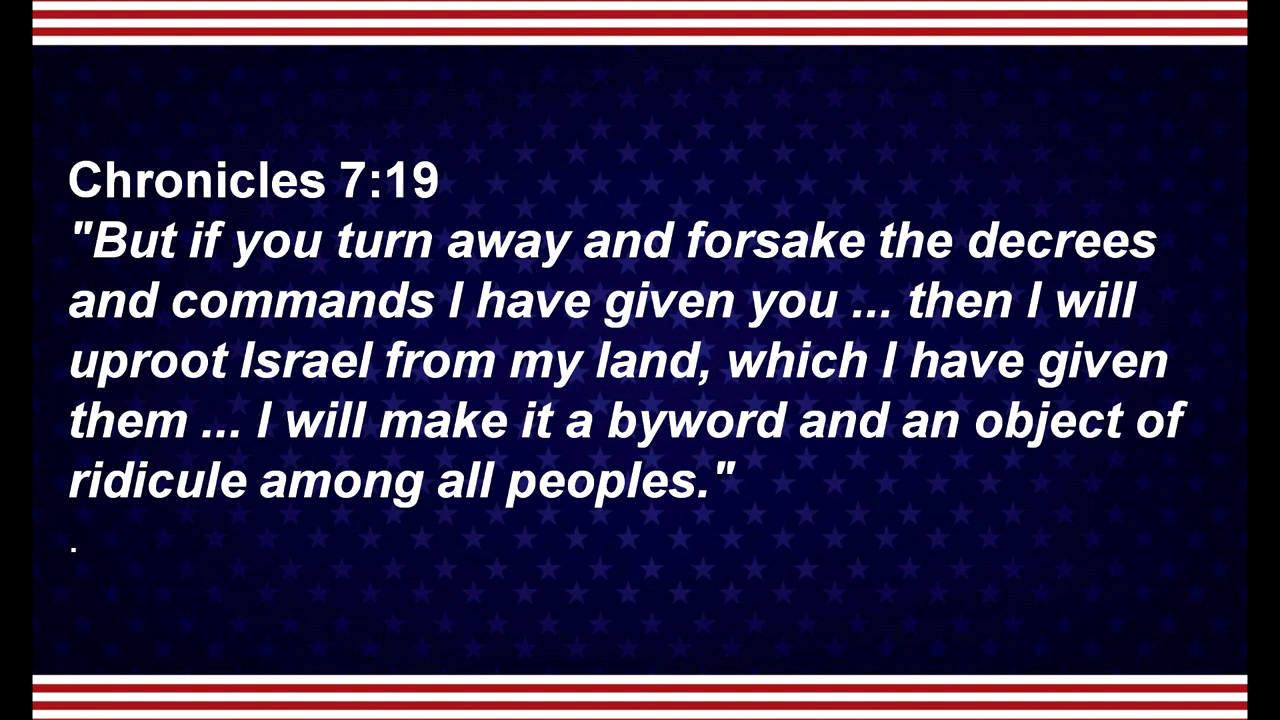 Chronicles 7:19
"But if you turn away and forsake the decrees
and commands I have given you ... then I will
uproot Israel from my land, which I have given
them ... I will make it a byword and an object of
ridicule among all peoples."
.